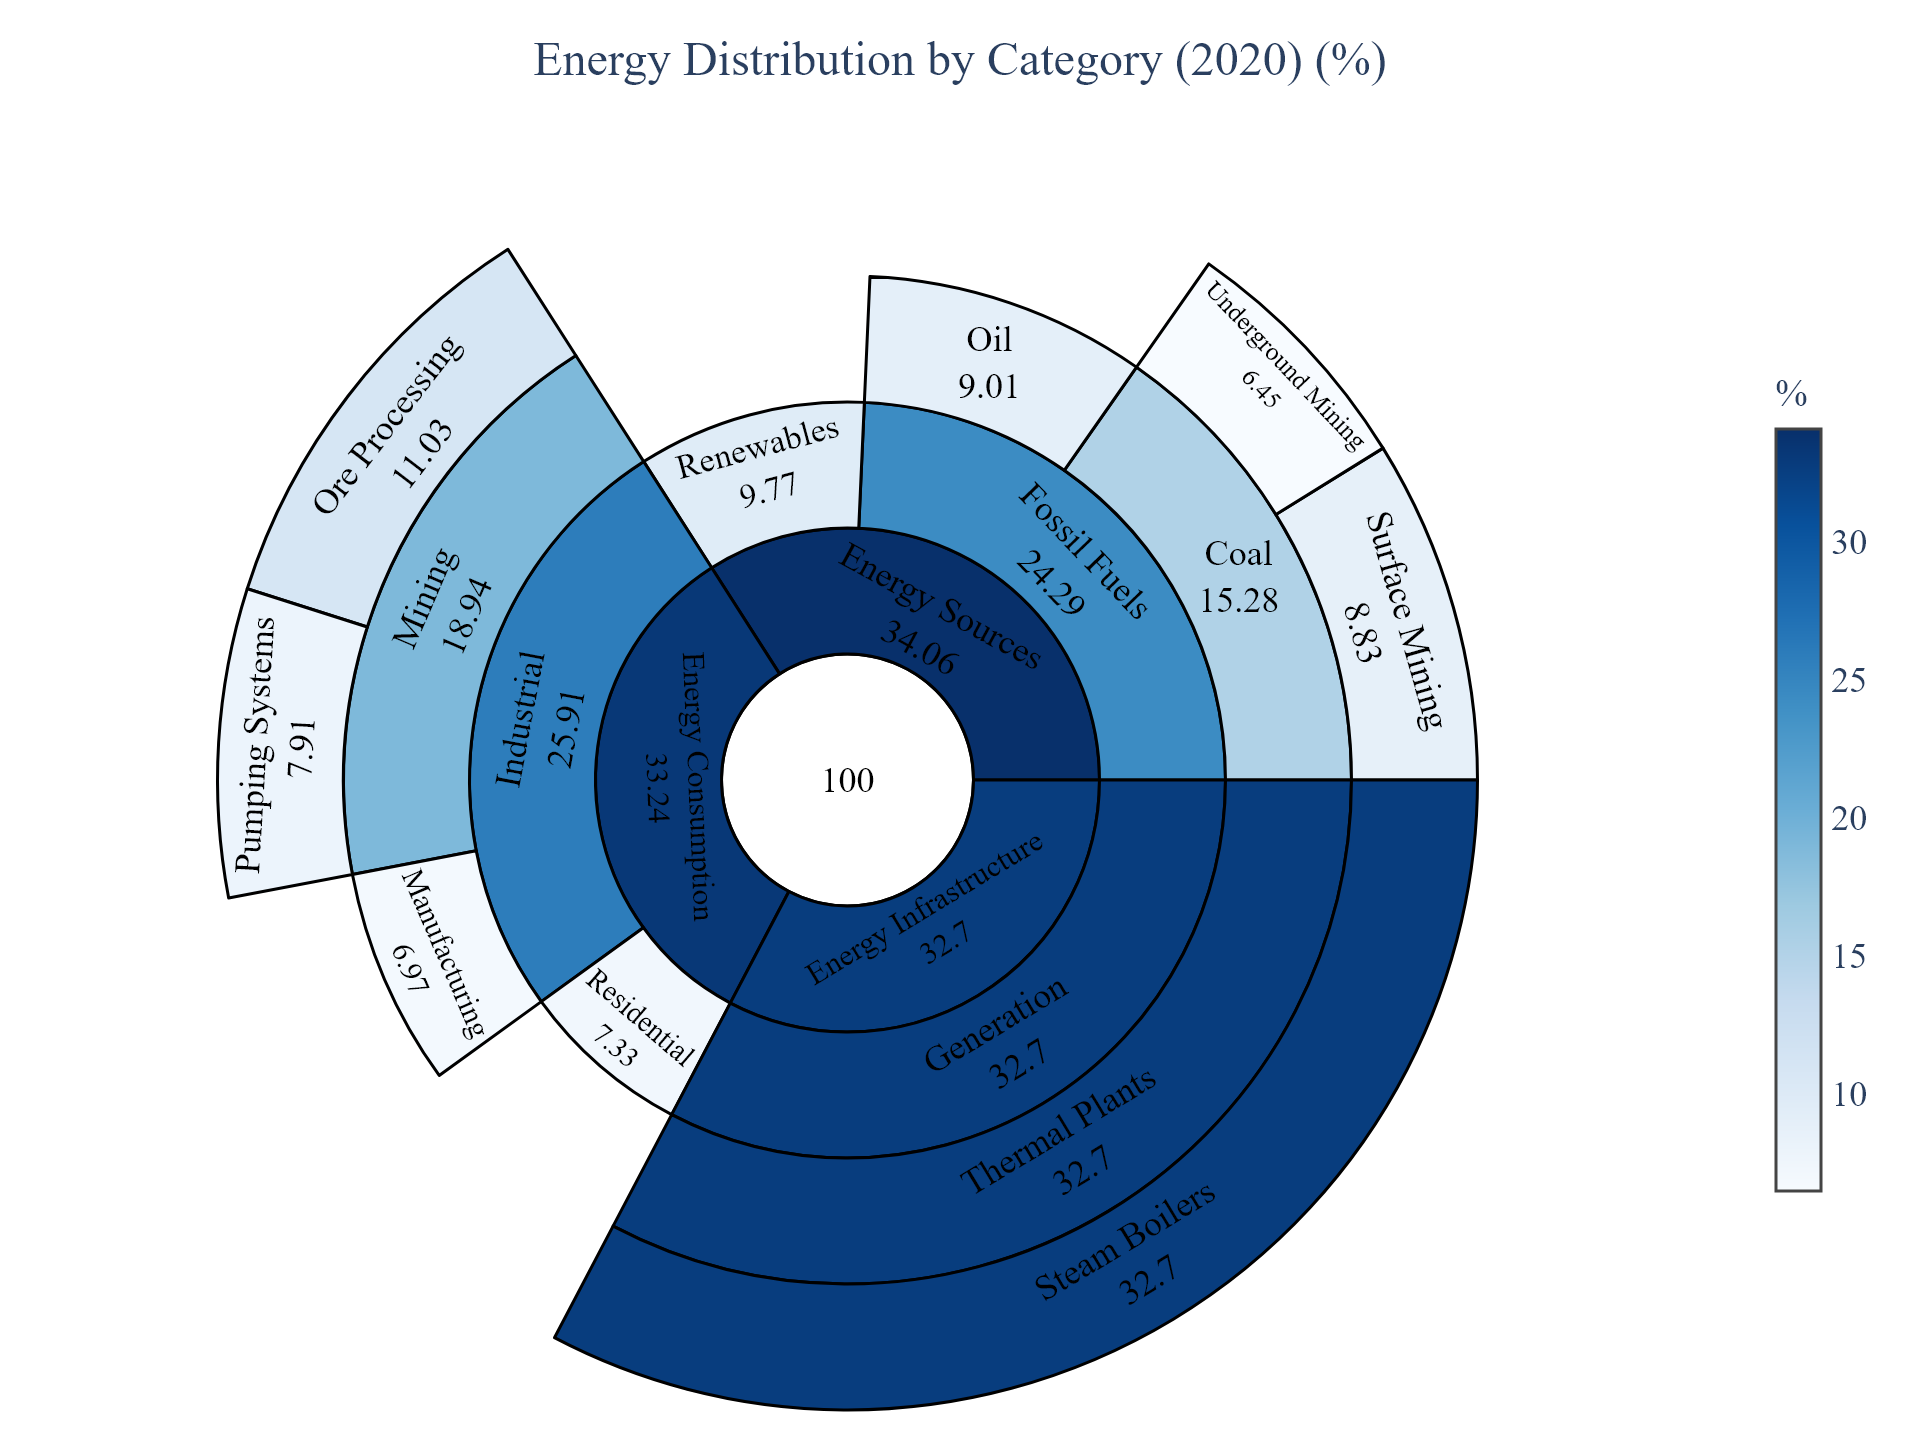 Energy Distribution by Category (2020) (%)
Ore Processing
11.03
Mining
18.94
Pumping Systems
7.91
Industrial
25.91
Manufacturing
6.97
Residential
7.33
Energy Consumption
33.24
Renewables
9.77
Energy Sources
34.06
Fossil Fuels
24.29
Oil
9.01
Coal
15.28
Underground Mining
6.45
Surface Mining
8.83
100
Energy Infrastructure
32.7
Generation
32.7
Thermal Plants
32.7
Steam Boilers
32.7
%
30
25
20
15
10